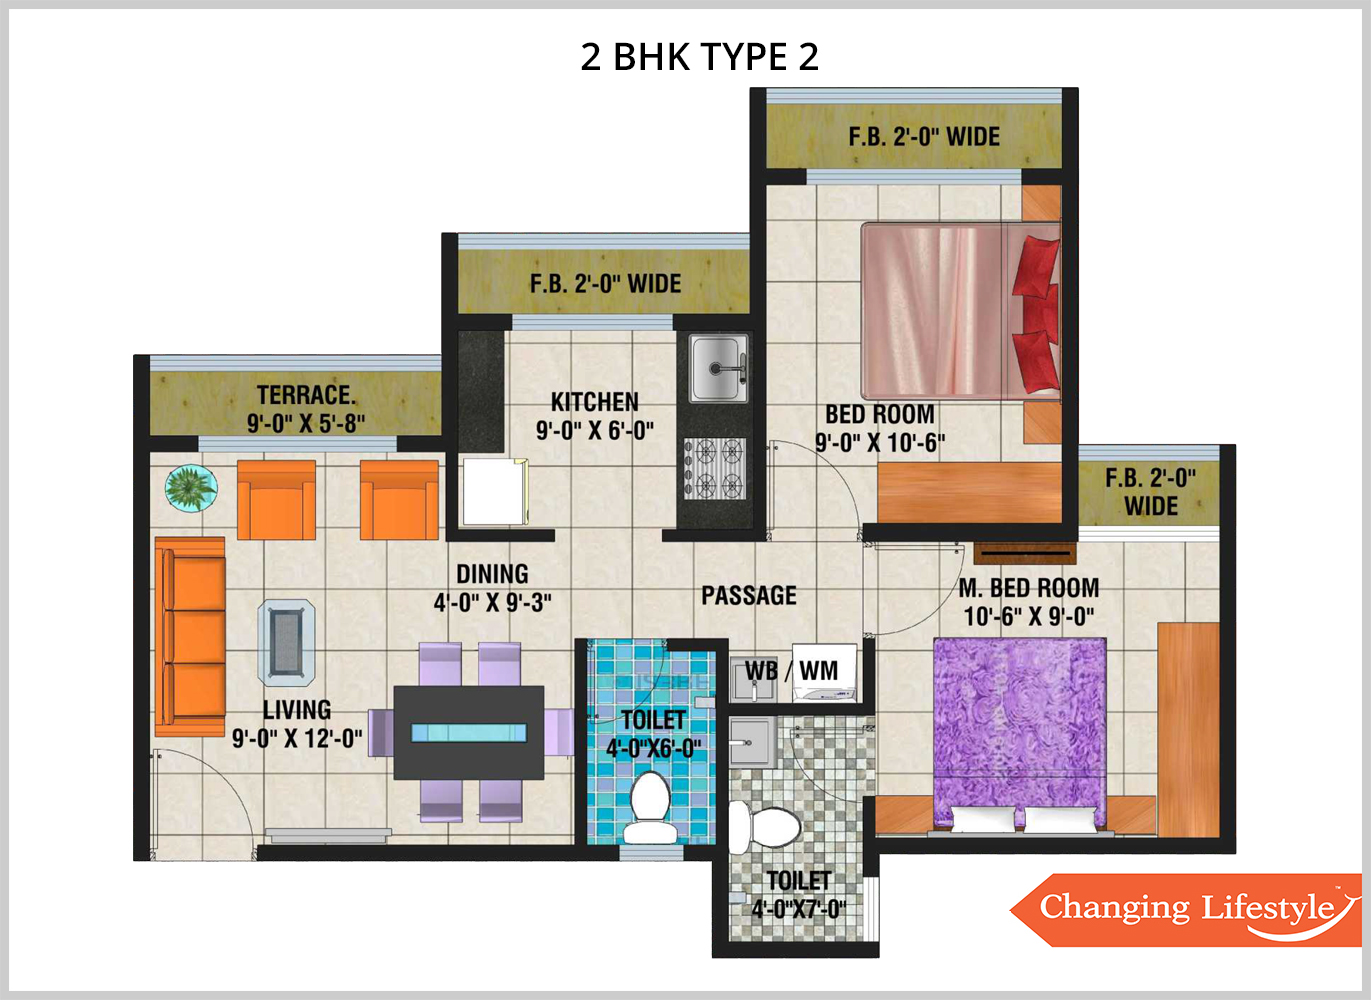 2 BHK TYPE 2
F.B. 2'-0" WIDE
F.B. 2'-0" WIDE
TERRACE.
9'-0" X 5'-8"
KITCHEN
9'-0" X 6'-0"
BED ROOM
9'-0" X 10'-6"
F.B. 2'-0"
WIDE
DINING
4'-0" X 9'-3"
PASSAGE
M. BED ROOM
10'-6" X 9'-0"
WB / WM
LIVING
9'-0" X 12'-0"
TOILET
4'-0"X6'-0"
TOILET
4'-0"X7'-0"
Changing Lifestyle™